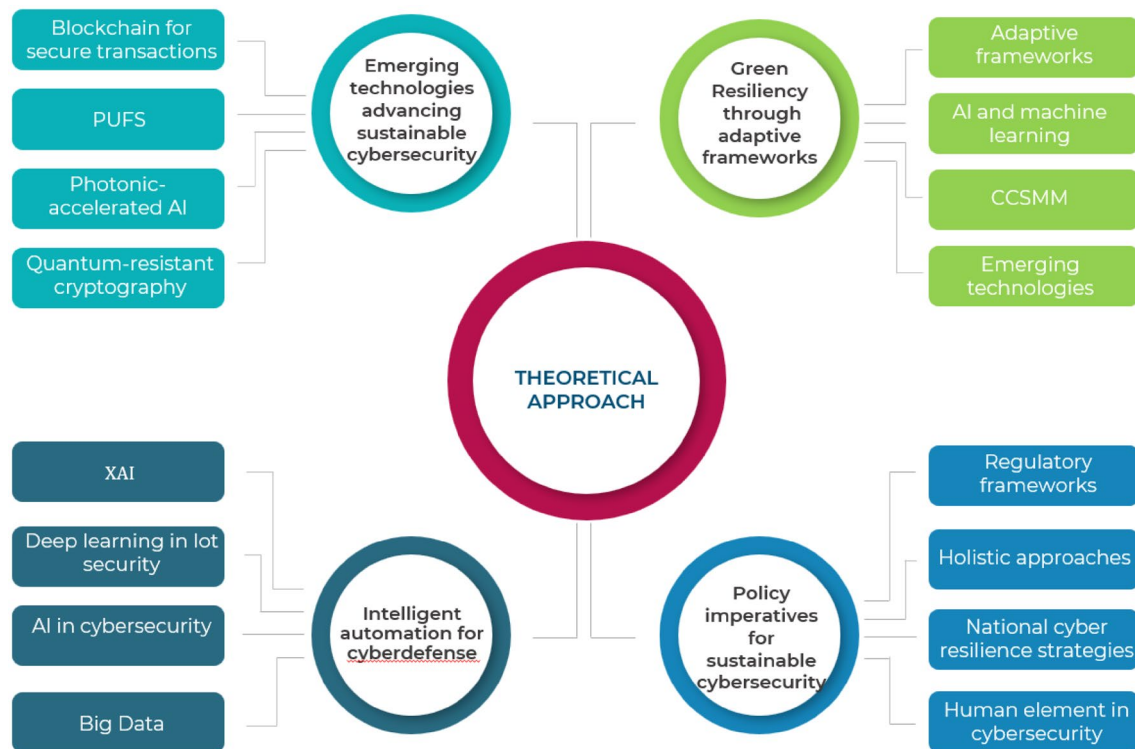 Blockchain for
secure transactions
PUFS
Photonic-
accelerated AI
Quantum-resistant
cryptography
Emerging
technologies
advancing
sustainable
cybersecurity
Green
Resiliency
through
adaptive
frameworks
Adaptive
frameworks
AI and machine
learning
CCSMM
Emerging
technologies
THEORETICAL
APPROACH
XAI
Deep learning in Iot
security
AI in cybersecurity
Big Data
Intelligent
automation for
cyberdefense
Policy
imperatives
for
sustainable
cybersecurity
Regulatory
frameworks
Holistic approaches
National cyber
resilience strategies
Human element in
cybersecurity